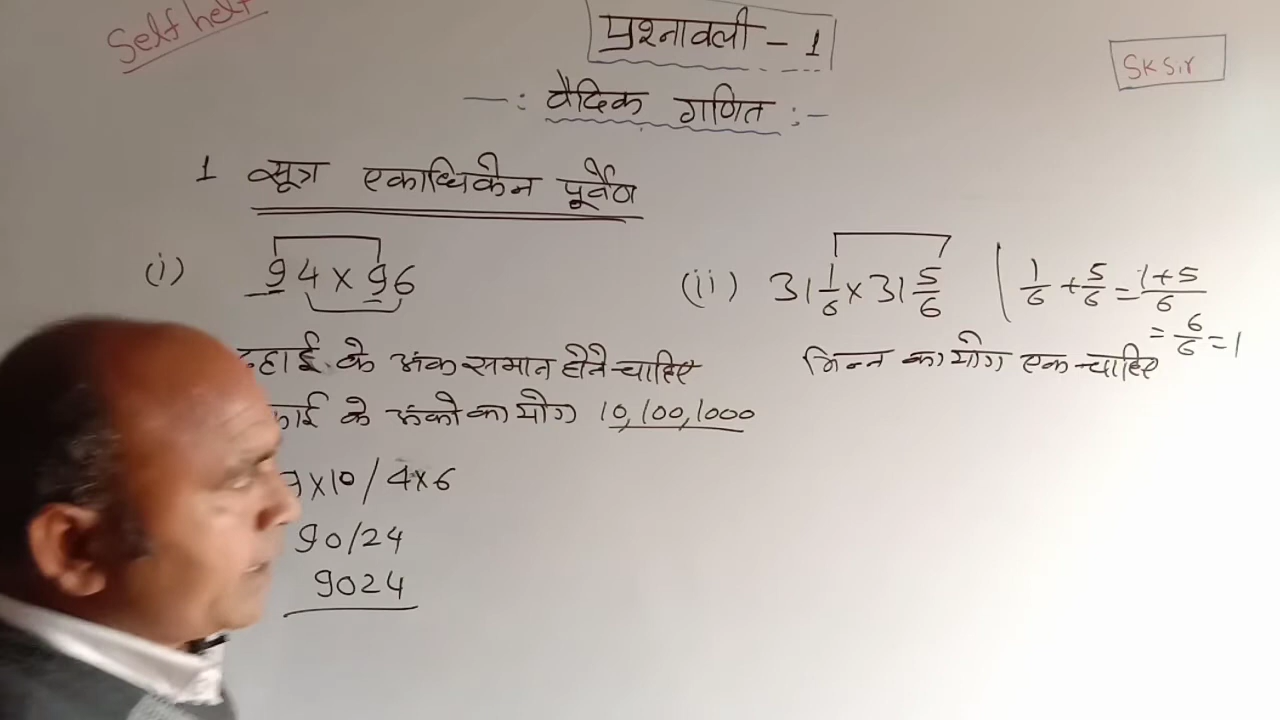 Self help
प्रश्नावली - 1
SK Sir
—: वैदिक गणित :—
1 सूत्र एकाधिकेन पूर्वेण
(i) 94 × 96
(ii) 31 1/6 × 31 5/6 | 1/6 + 5/6 = 1+5/6
= 6/6 = 1
के अंक समान होने चाहिए
भिन्न का योग एक चाहिए
के अंको का योग 10,100,1000
9×10 / 4×6
90/24
9024